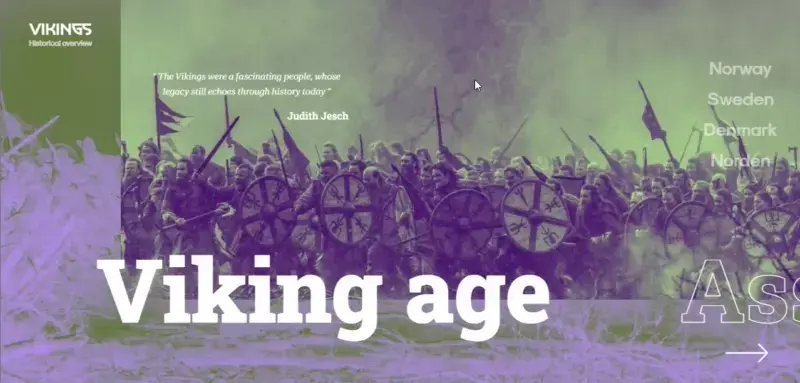 VIKINGS
Historical overview
"The Vikings were a fascinating people, whose
legacy still echoes through history today"
Judith Jesch
Norway
Sweden
Denmark
Norden
Viking age
Ass